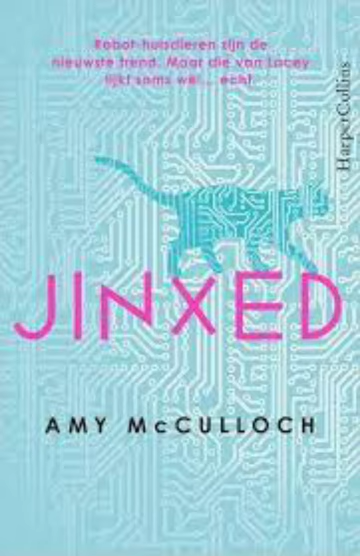 Robot-huisdieren zijn de
nieuwste trend. Maar die van Lacey
lijkt soms wel... echt.
HarperCollins
JINXED
AMY McCULLOCH